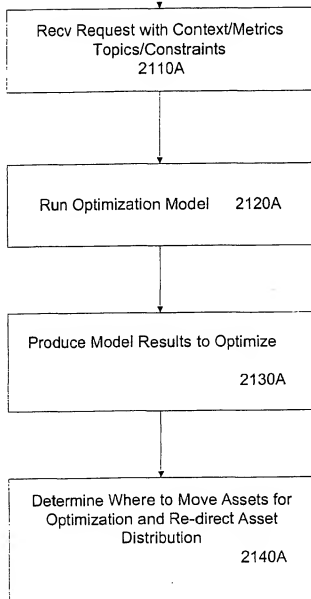 Recv Request with Context/Metrics
Topics/Constraints
2110A
Run Optimization Model 2120A
Produce Model Results to Optimize
2130A
Determine Where to Move Assets for
Optimization and Re-direct Asset
Distribution
2140A